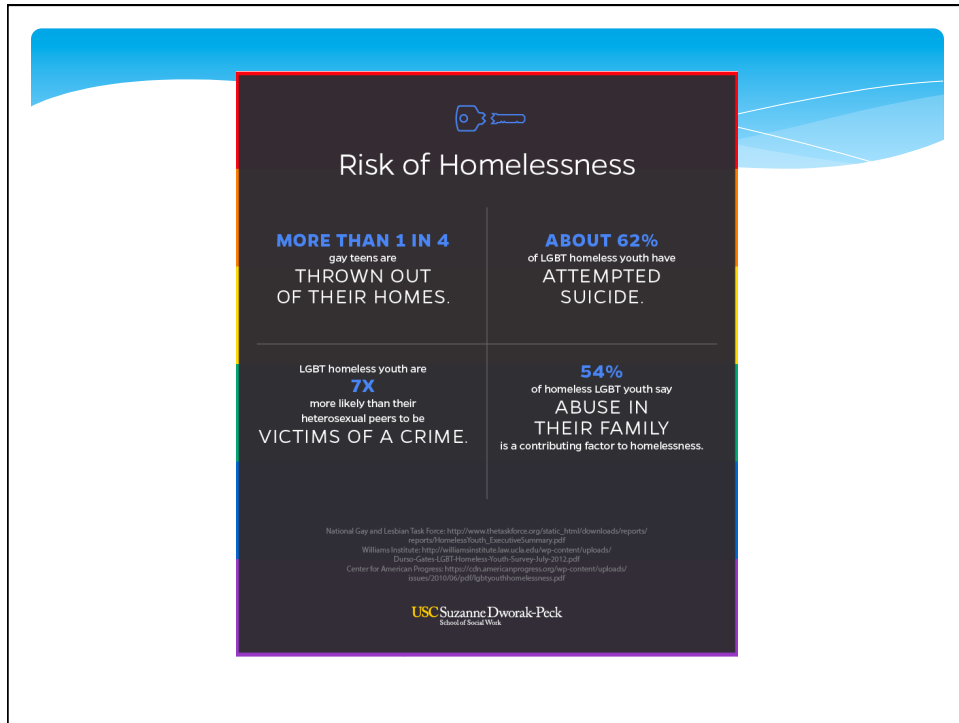 Risk of Homelessness
MORE THAN 1 IN 4
gay teens are
THROWN OUT
OF THEIR HOMES.
ABOUT 62%
of LGBT homeless youth have
ATTEMPTED
SUICIDE.
LGBT homeless youth are
7X
more likely than their
heterosexual peers to be
VICTIMS OF A CRIME.
54%
of homeless LGBT youth say
ABUSE IN
THEIR FAMILY
is a contributing factor to homelessness.
National Gay and Lesbian Task Force: http://www.thetaskforce.org/static_html/downloads/reports/
reports/HomelessYouth_ExecutiveSummary.pdf
Williams Institute: http://williamsinstitute.law.ucla.edu/wp-content/uploads/
Durso-Gates-LGBT-Homeless-Youth-Survey-July-2012.pdf
Center for American Progress: https://cdn.americanprogress.org/wp-content/uploads/
issues/2010/06/pdf/lgbtyouthhomelessness.pdf
USC Suzanne Dworak-Peck
School of Social Work